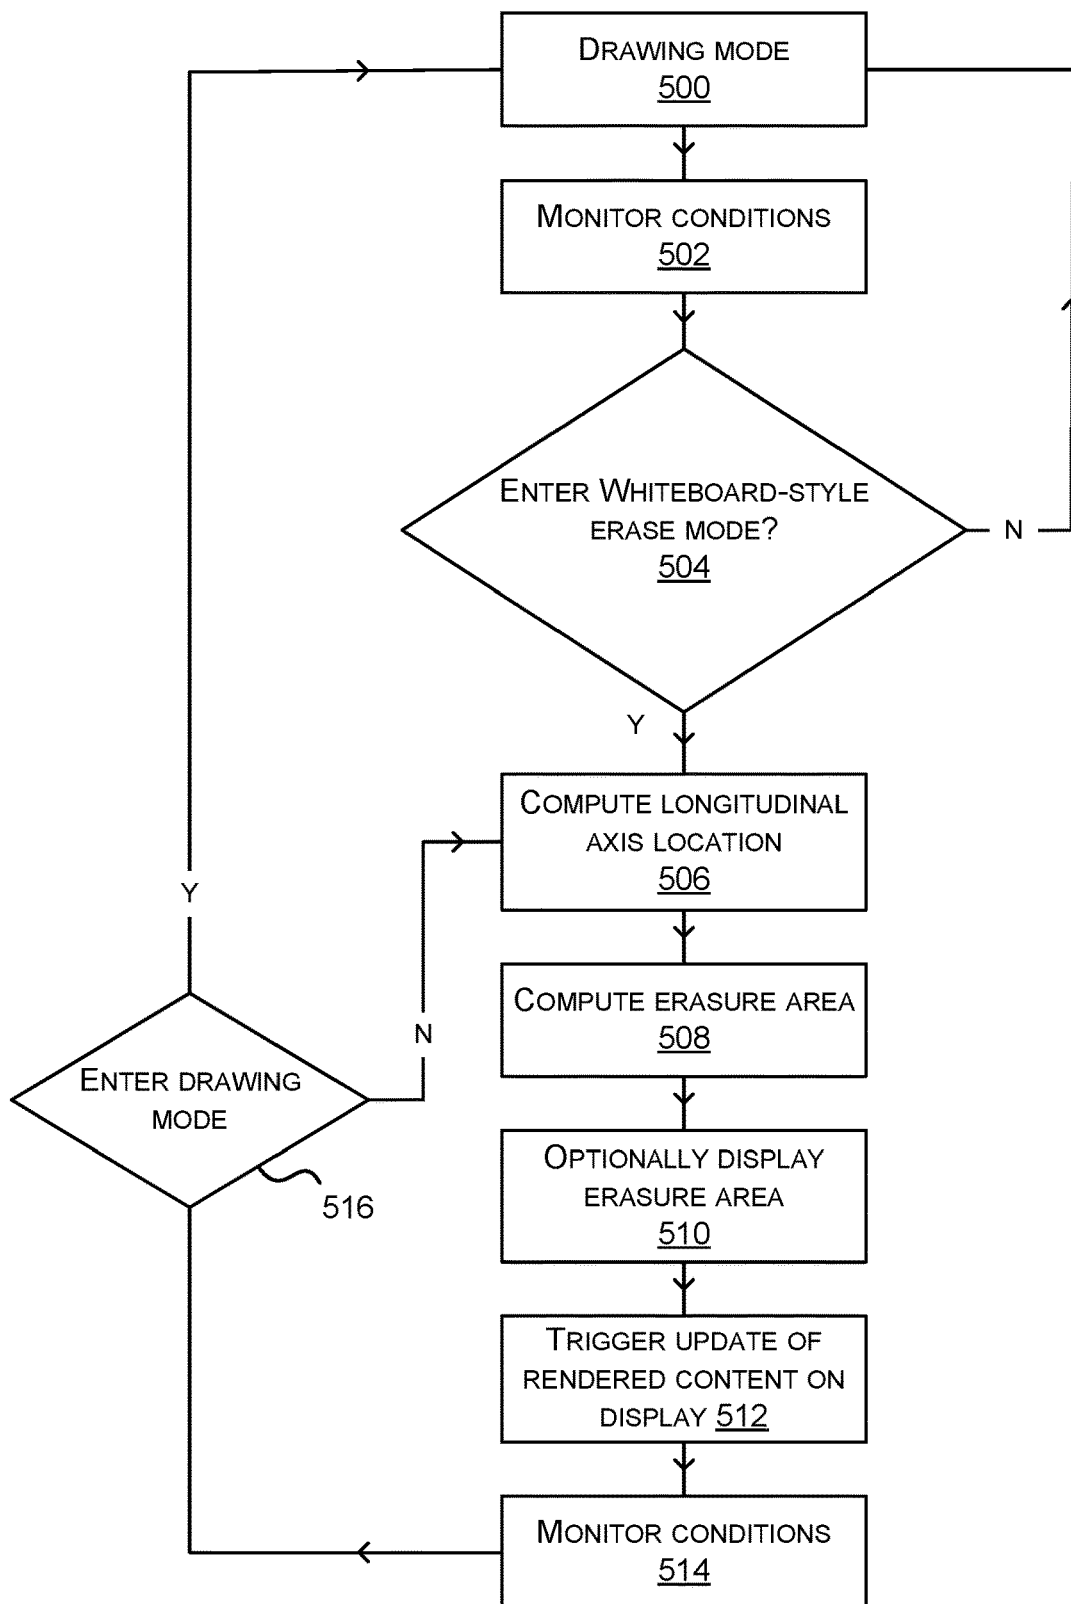 DRAWING MODE
500
MONITOR CONDITIONS
502
ENTER WHITEBOARD-STYLE
ERASE MODE?
504
N
Y
COMPUTE LONGITUDINAL
AXIS LOCATION
506
Y
COMPUTE ERASURE AREA
508
N
ENTER DRAWING
MODE
516
OPTIONALLY DISPLAY
ERASURE AREA
510
TRIGGER UPDATE OF
RENDERED CONTENT ON
DISPLAY 512
MONITOR CONDITIONS
514